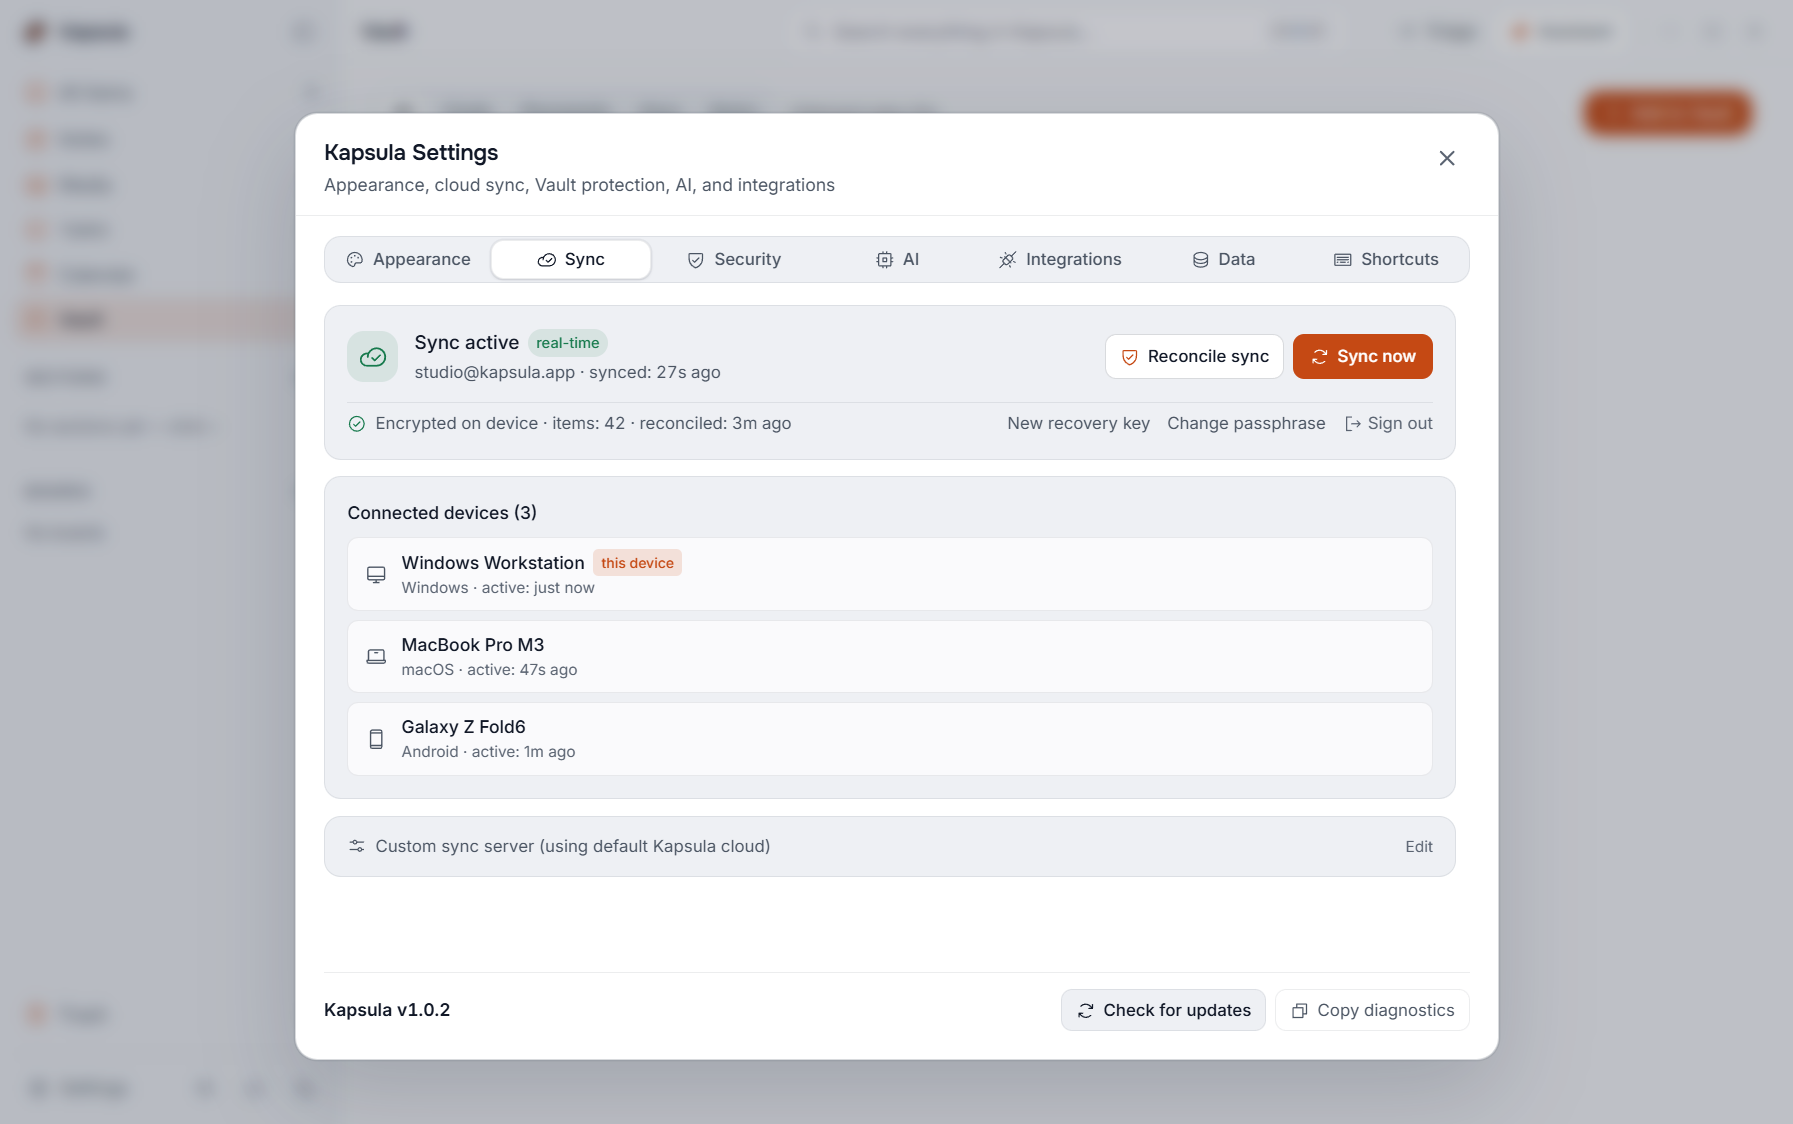 Kapsula Settings
Appearance, cloud sync, Vault protection, AI, and integrations
Appearance Sync Security AI Integrations Data Shortcuts
Sync active real-time
studio@kapsula.app · synced: 27s ago
Reconcile sync Sync now
Encrypted on device · items: 42 · reconciled: 3m ago
New recovery key Change passphrase Sign out
Connected devices (3)
Windows Workstation this device
Windows · active: just now
MacBook Pro M3
macOS · active: 47s ago
Galaxy Z Fold6
Android · active: 1m ago
Custom sync server (using default Kapsula cloud) Edit
Kapsula v1.0.2
Check for updates Copy diagnostics